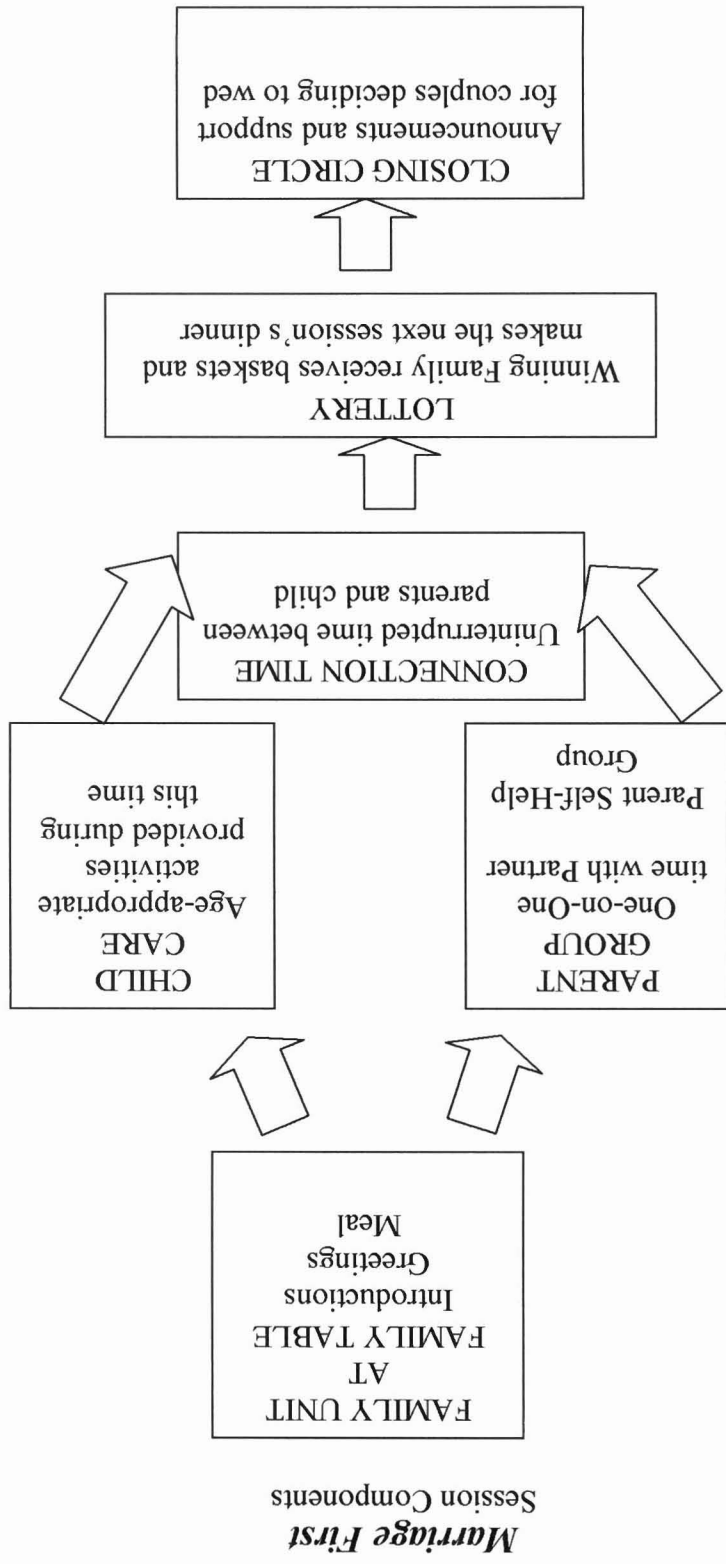 Marriage First
Session Components
FAMILY UNIT
AT
FAMILY TABLE
Introductions
Greetings
Meal
PARENT
GROUP
One-on-One
time with Partner
Parent Self-Help
Group
CHILD
CARE
Age-appropriate
activities
provided during
this time
CONNECTION TIME
Uninterrupted time between
parents and child
LOTTERY
Winning Family receives baskets and
makes the next session's dinner
CLOSING CIRCLE
Announcements and support
for couples deciding to wed